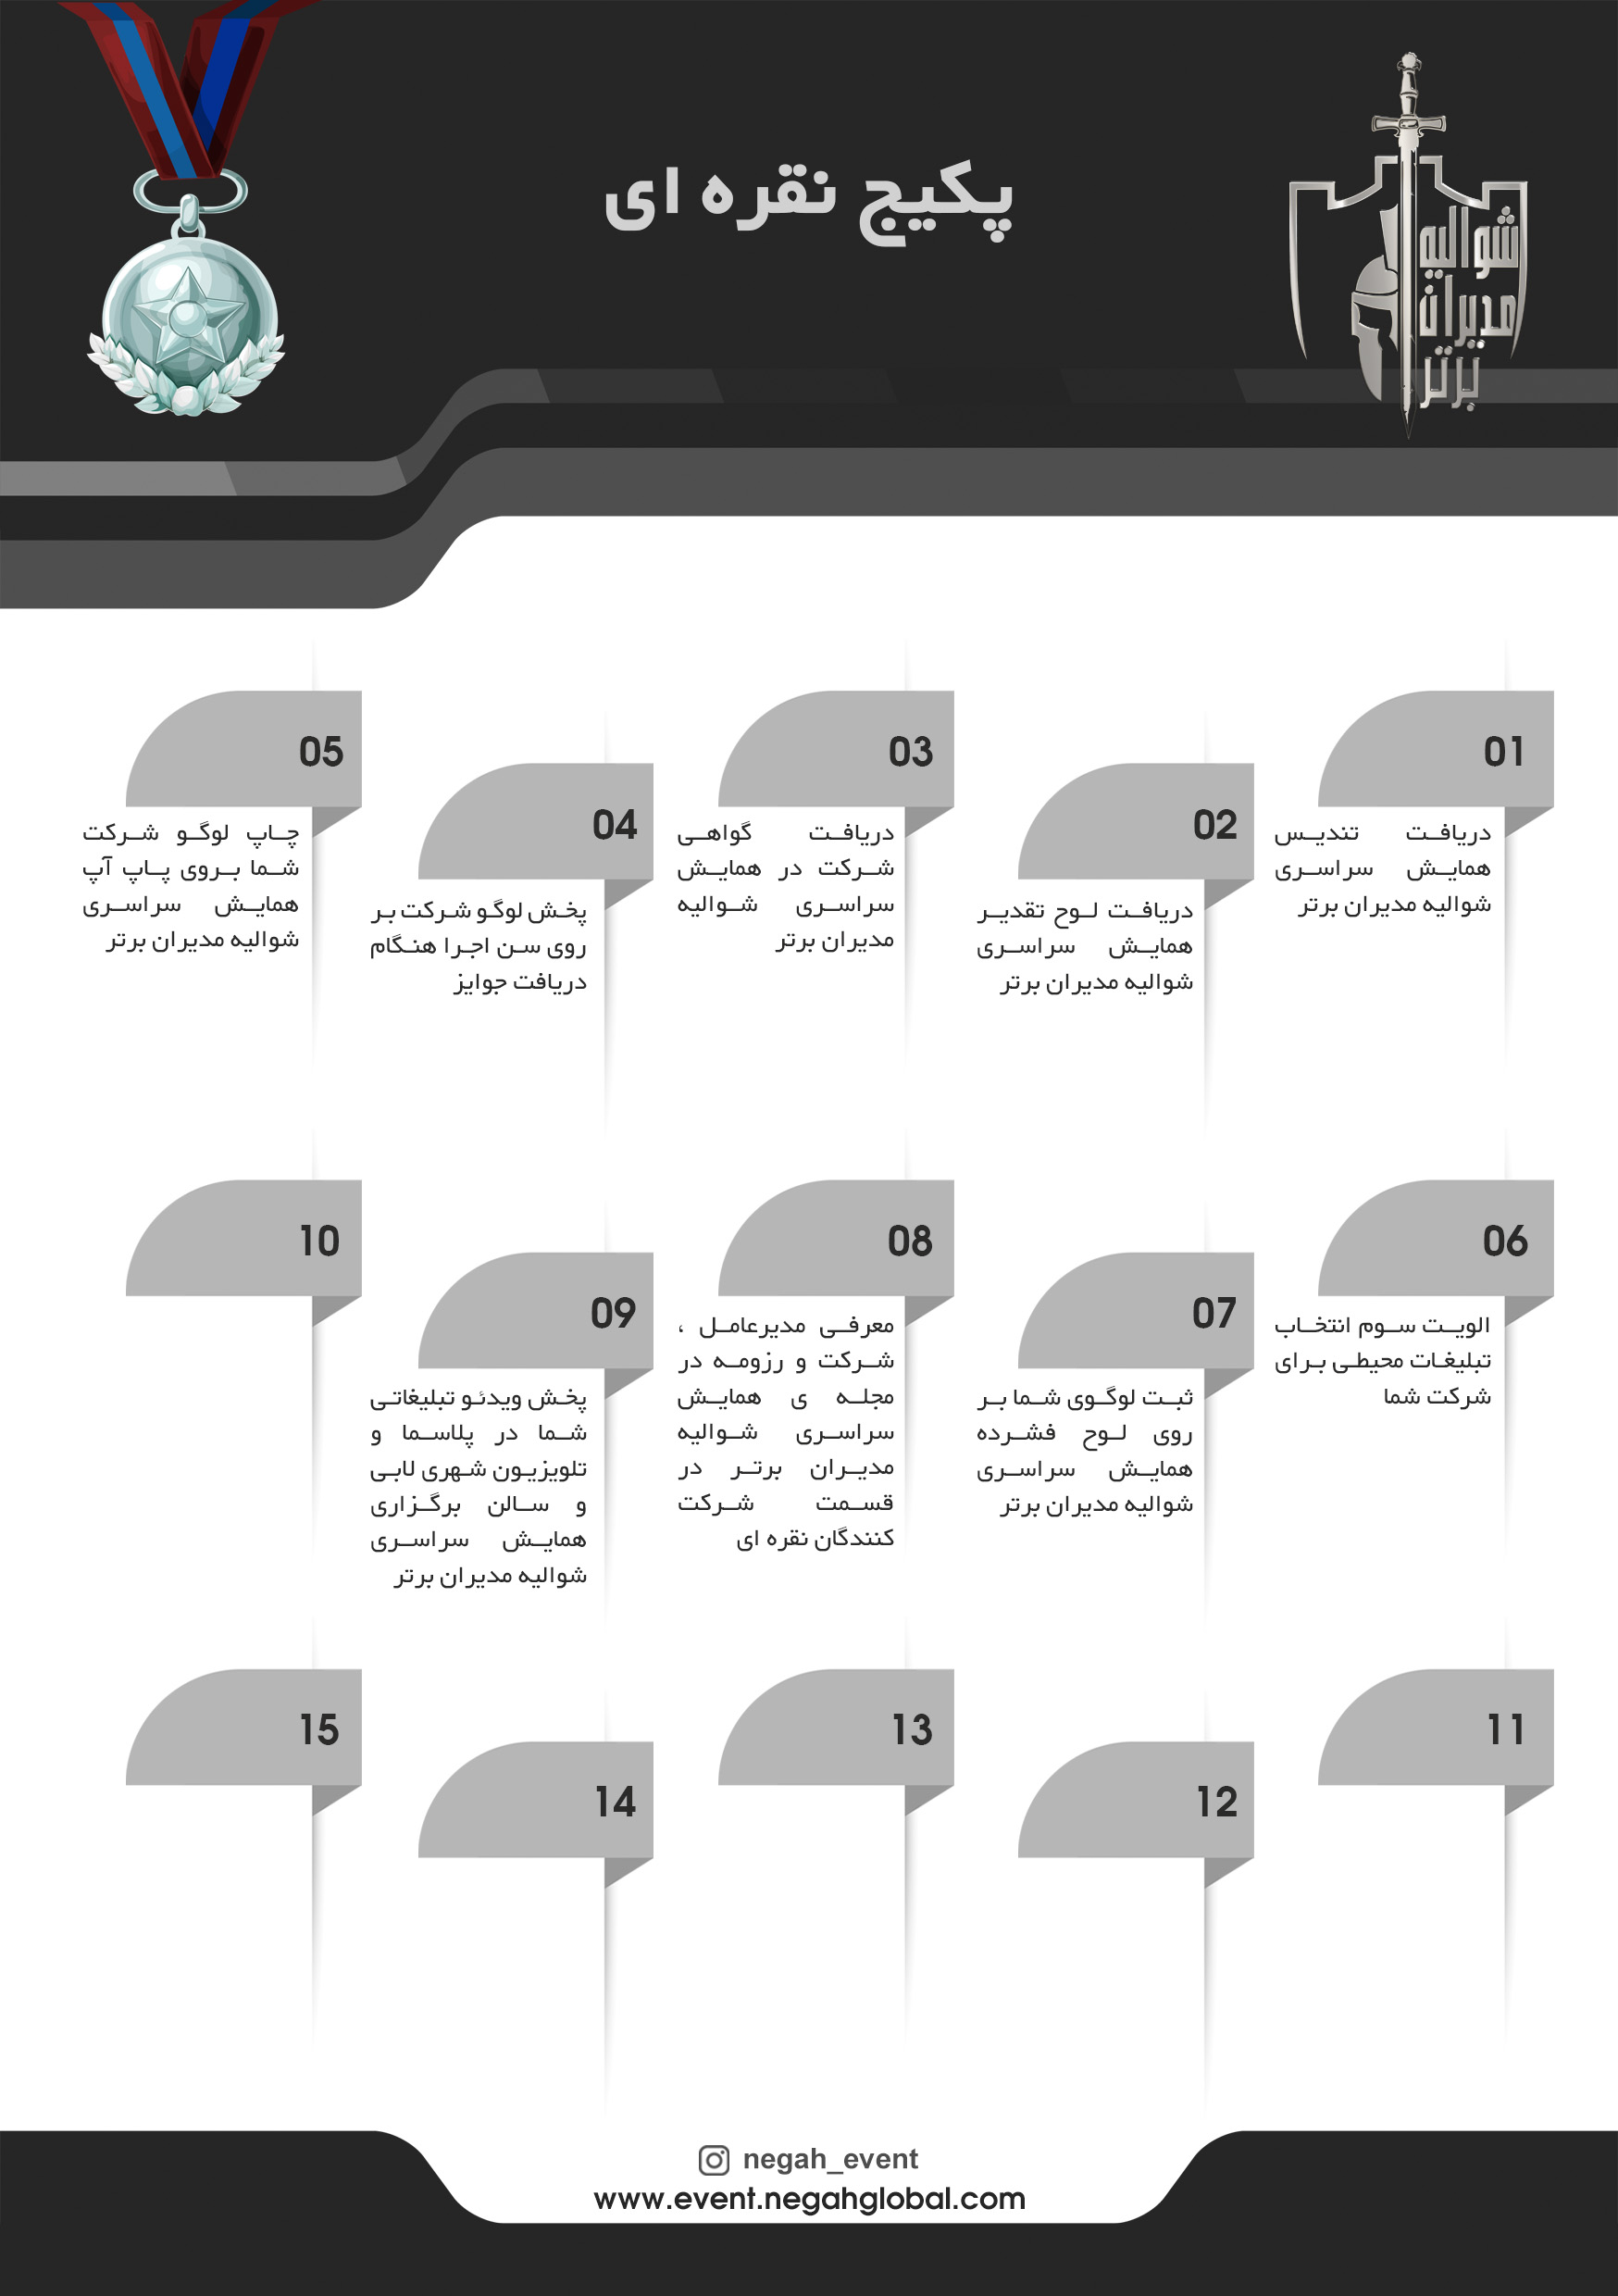 پکیج نقره ای
شوالیه
مدیران
برتر
01
دریافت تندیس
همایش سراسری
شوالیه مدیران برتر
02
دریافت لوح تقدیر
همایش سراسری
شوالیه مدیران برتر
03
دریافت گواهی
شرکت در همایش
سراسری شوالیه
مدیران برتر
04
پخش لوگو شرکت بر
روی سن اجرا هنگام
دریافت جوایز
05
چاپ لوگو شرکت
شما بروی پاپ آپ
همایش سراسری
شوالیه مدیران برتر
06
الویت سوم انتخاب
تبلیغات محیطی برای
شرکت شما
07
ثبت لوگوی شما بر
روی لوح فشرده
همایش سراسری
شوالیه مدیران برتر
08
معرفی مدیرعامل ،
شرکت و رزومه در
مجله ی همایش
سراسری شوالیه
مدیران برتر در
قسمت شرکت
کنندگان نقره ای
09
پخش ویدئو تبلیغاتی
شما در پلاسما و
تلویزیون شهری لابی
و سالن برگزاری
همایش سراسری
شوالیه مدیران برتر
10
11
12
13
14
15
negah_event
www.event.negahglobal.com